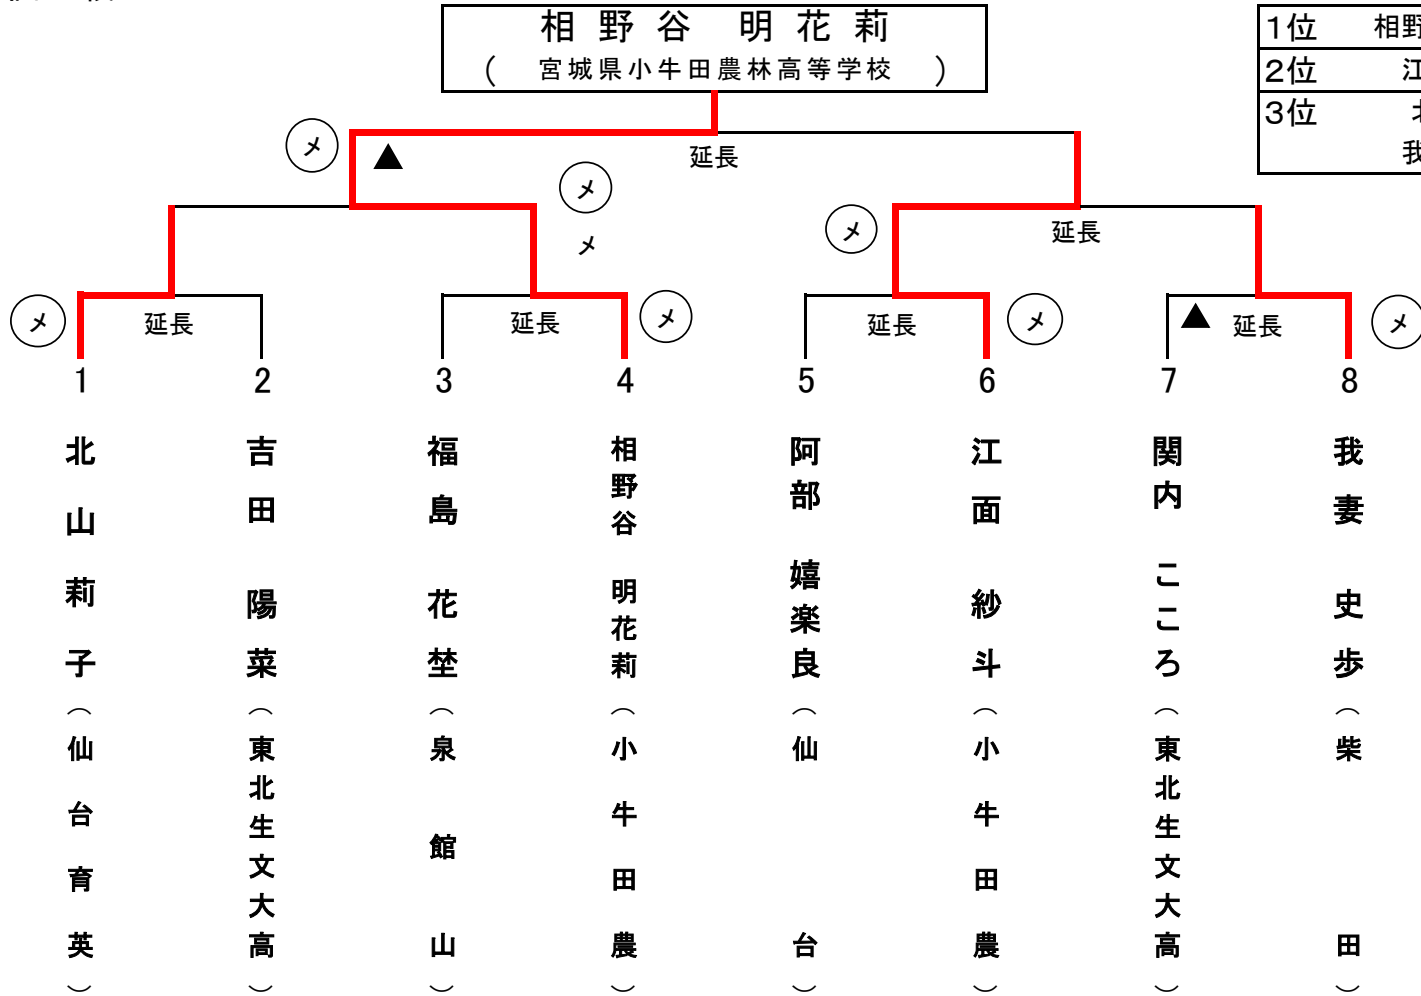 相野谷　明花莉
（　宮城県小牛田農林高等学校　）
1位　相野
2位　江
3位　北
我
メ ▲ 延長
メ
メ
メ 延長
メ 延長
延長 メ
延長 メ
▲ 延長 メ
1 2 3 4 5 6 7 8
北山莉子（仙台育英）
吉田　陽菜（東北生文大高）
福島　花埜（泉館山）
相野谷　明花莉（小牛田農）
阿部　嬉楽良（仙台）
江面　紗斗（小牛田農）
関内　こころ（東北生文大高）
我妻　史歩（柴田）